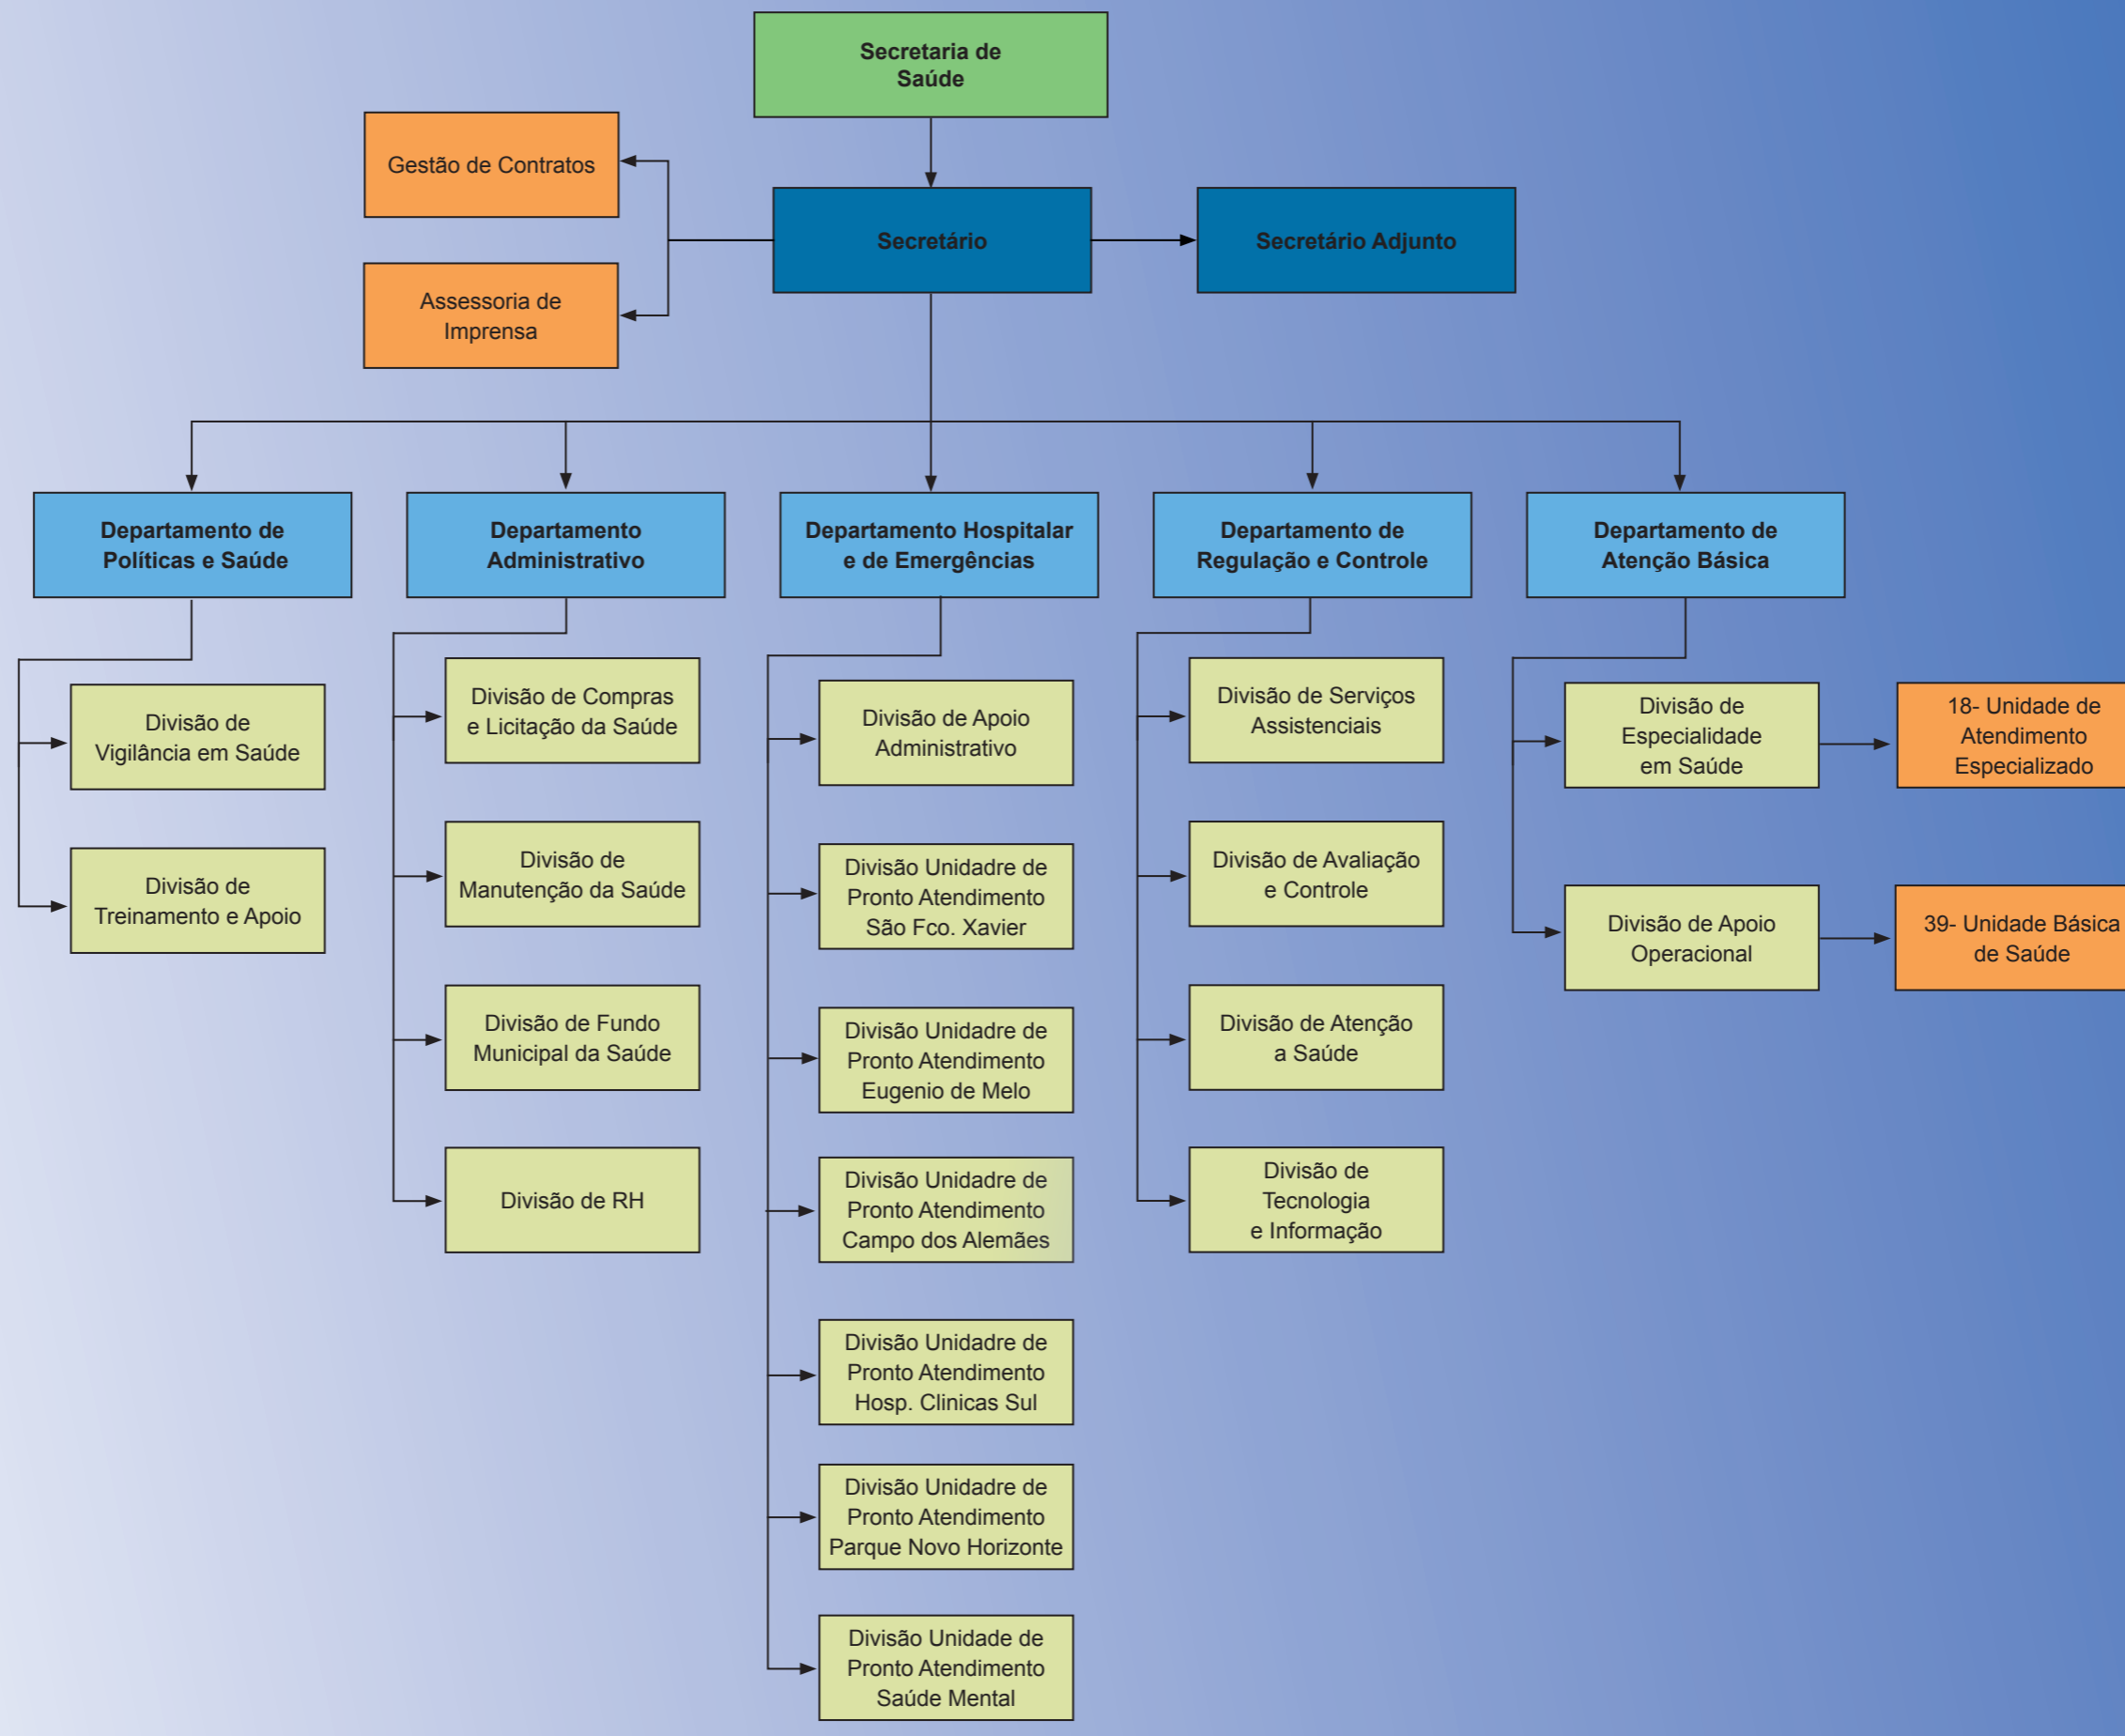 Secretaria de
Saúde
Gestão de Contratos
Secretário
Secretário Adjunto
Assessoria de
Imprensa
Departamento de
Políticas e Saúde
Departamento
Administrativo
Departamento Hospitalar
e de Emergências
Departamento de
Regulação e Controle
Departamento de
Atenção Básica
Divisão de
Vigilância em Saúde
Divisão de
Treinamento e Apoio
Divisão de Compras
e Licitação da Saúde
Divisão de
Manutenção da Saúde
Divisão de Fundo
Municipal da Saúde
Divisão de RH
Divisão de Apoio
Administrativo
Divisão Unidadre de
Pronto Atendimento
São Fco. Xavier
Divisão Unidadre de
Pronto Atendimento
Eugenio de Melo
Divisão Unidadre de
Pronto Atendimento
Campo dos Alemães
Divisão Unidadre de
Pronto Atendimento
Hosp. Clinicas Sul
Divisão Unidadre de
Pronto Atendimento
Parque Novo Horizonte
Divisão Unidade de
Pronto Atendimento
Saúde Mental
Divisão de Serviços
Assistenciais
Divisão de Avaliação
e Controle
Divisão de Atenção
a Saúde
Divisão de
Tecnologia
e Informação
Divisão de
Especialidade
em Saúde
18- Unidade de
Atendimento
Especializado
Divisão de Apoio
Operacional
39- Unidade Básica
de Saúde